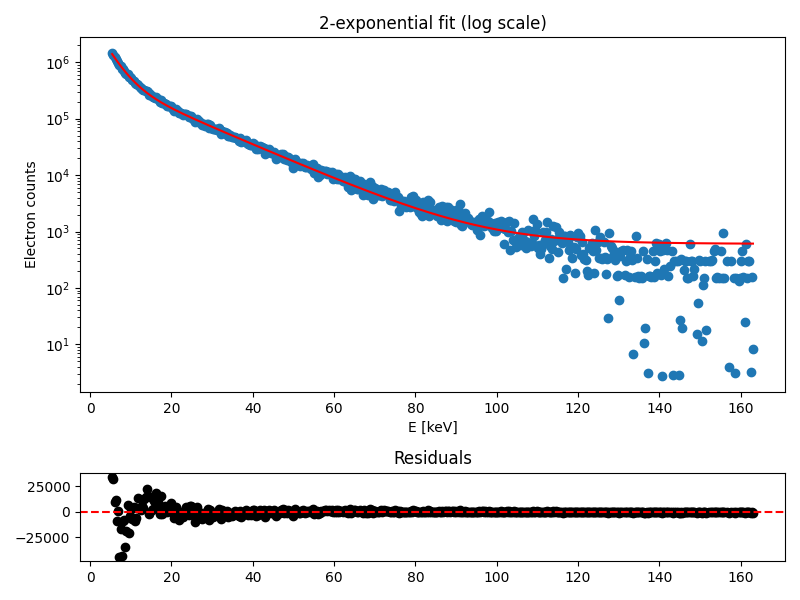 2-exponential fit (log scale)
10^6
10^5
10^4
10^3
10^2
10^1
Electron counts
0 20 40 60 80 100 120 140 160
E [keV]
Residuals
25000
0
−25000
0 20 40 60 80 100 120 140 160